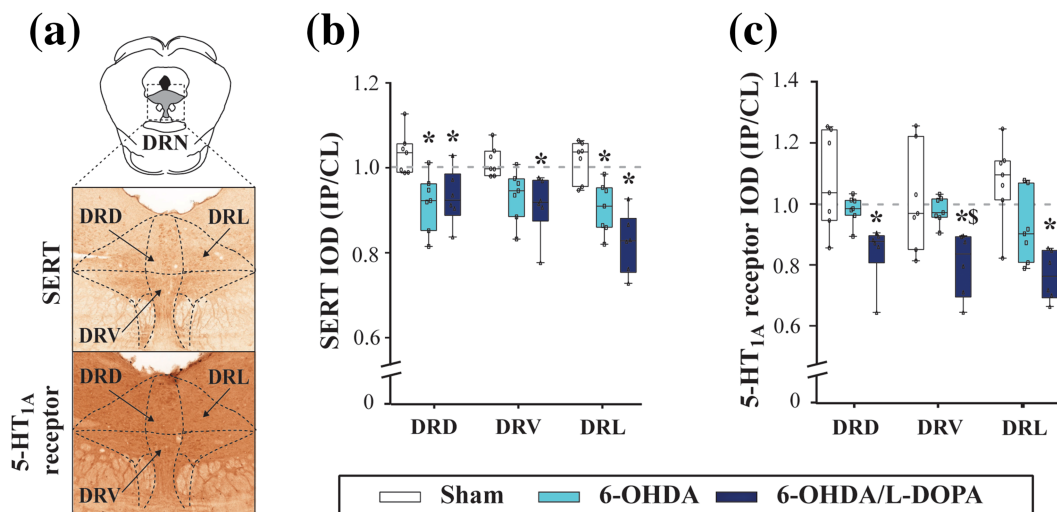 (a)
DRN
SERT
DRD
DRL
DRV
5-HT1A
receptor
DRD
DRL
DRV
(b)
SERT IOD (IP/CL)
1.2
1.0
0.8
0.6
0
* * * * *
DRD DRV DRL
(c)
5-HT1A receptor IOD (IP/CL)
1.4
1.2
1.0
0.8
0.6
0
* *$ *
DRD DRV DRL
Sham 6-OHDA 6-OHDA/L-DOPA